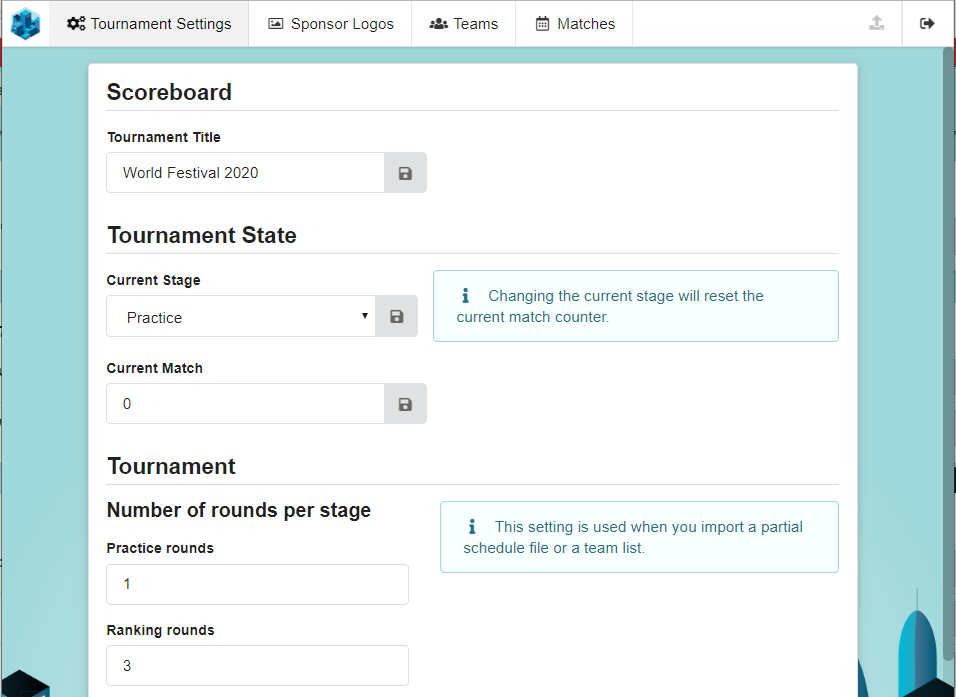 Tournament Settings
Sponsor Logos
Teams
Matches
Scoreboard
Tournament Title
World Festival 2020
Tournament State
Current Stage
Practice
Changing the current stage will reset the
current match counter.
Current Match
0
Tournament
Number of rounds per stage
This setting is used when you import a partial
schedule file or a team list.
Practice rounds
1
Ranking rounds
3